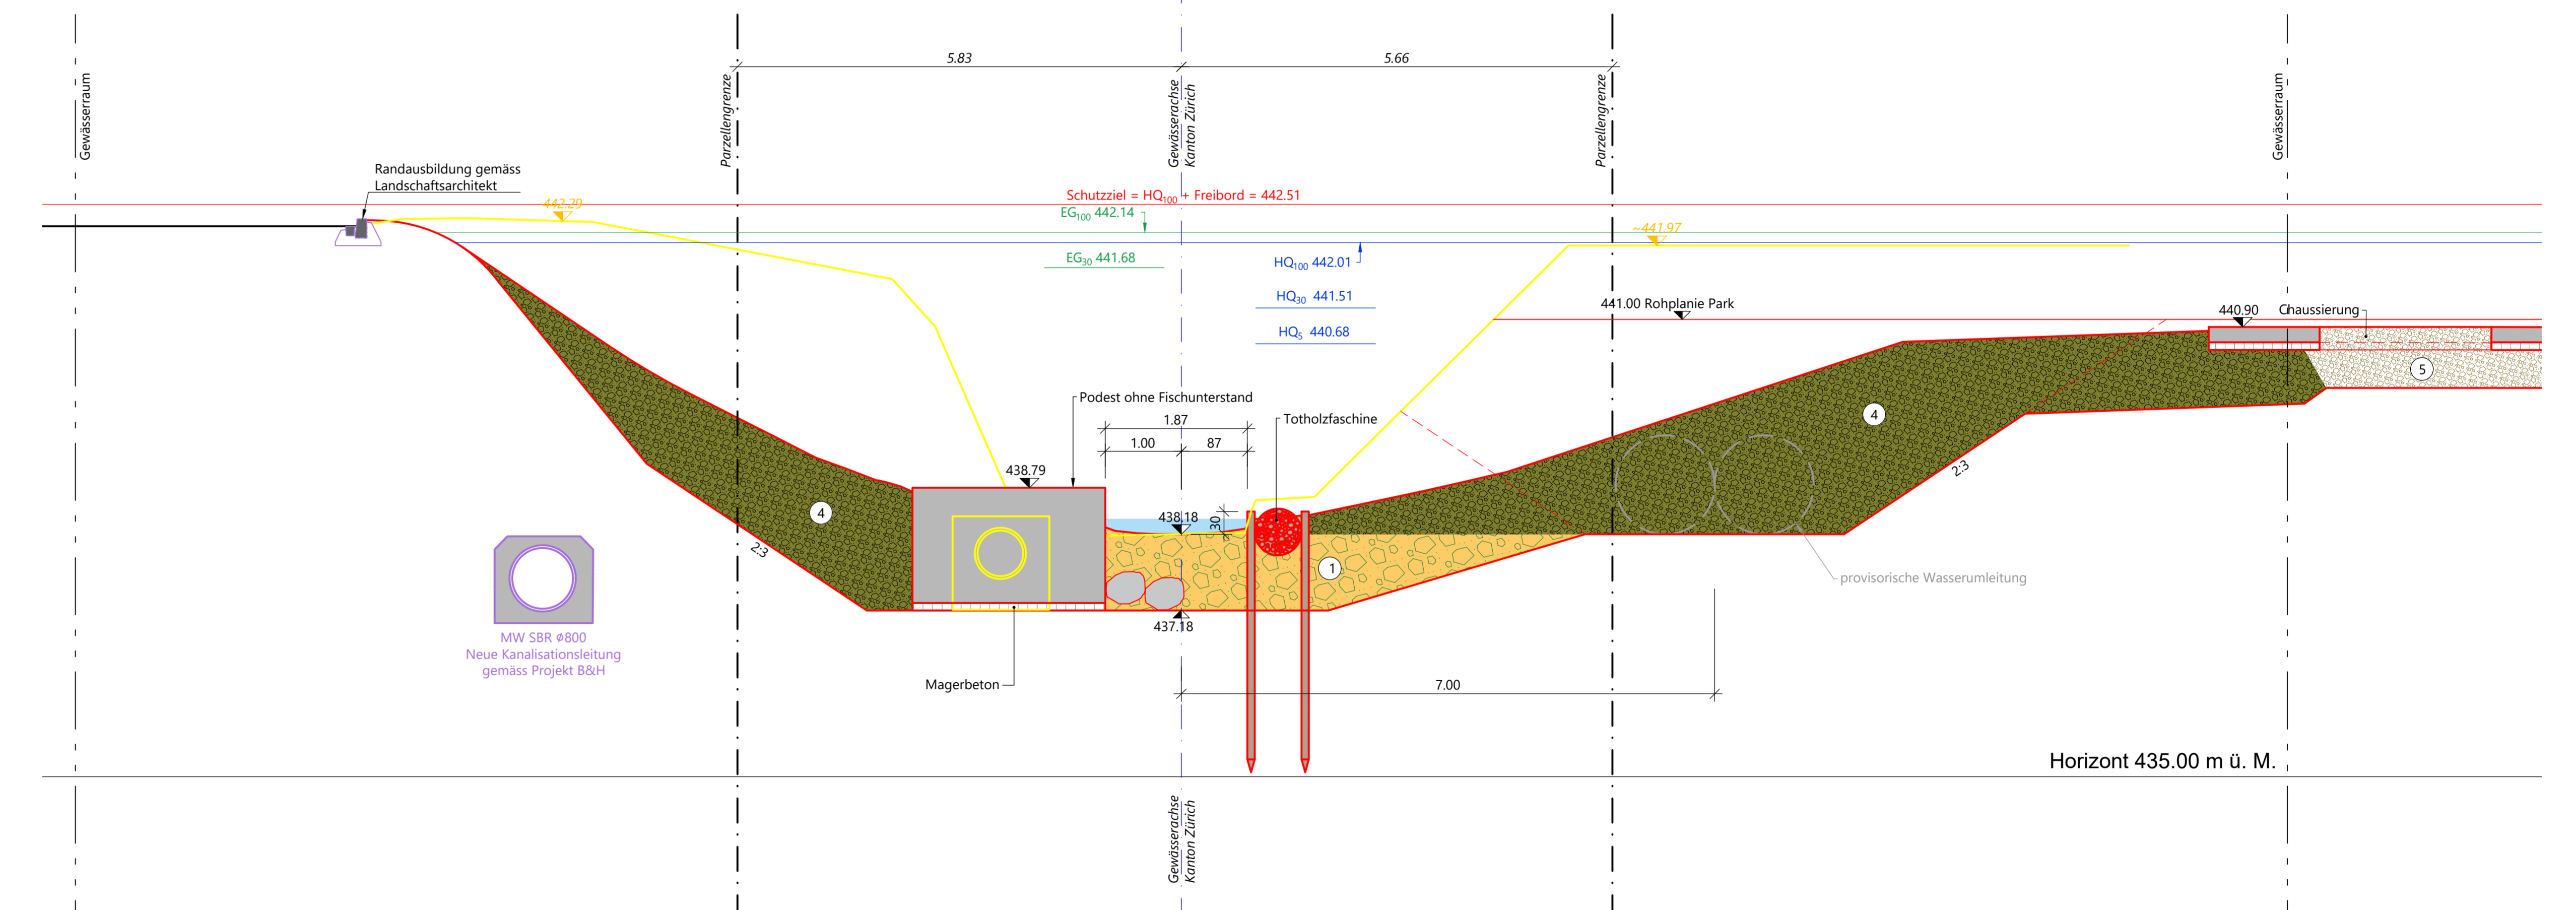 5.83
5.66
Gewässerraum
Parzellengrenze
Gewässerachse
Kanton Zürich
Parzellengrenze
Gewässerraum
Randausbildung gemäss
Landschaftsarchitekt
442.29
Schutzziel = HQ100 + Freibord = 442.51
EG100 442.14
~441.97
EG30 441.68
HQ100 442.01
HQ30 441.51
HQ5 440.68
441.00 Rohplanie Park
440.90
Chaussierung
5
Podest ohne Fischunterstand
1.87
Totholzfaschine
4
1.00
87
438.79
2:3
4
438.18
30
2:3
1
provisorische Wasserumleitung
437.18
MW SBR ø800
Neue Kanalisationsleitung
gemäss Projekt B&H
Magerbeton
7.00
Horizont 435.00 m ü. M.
Gewässerachse
Kanton Zürich